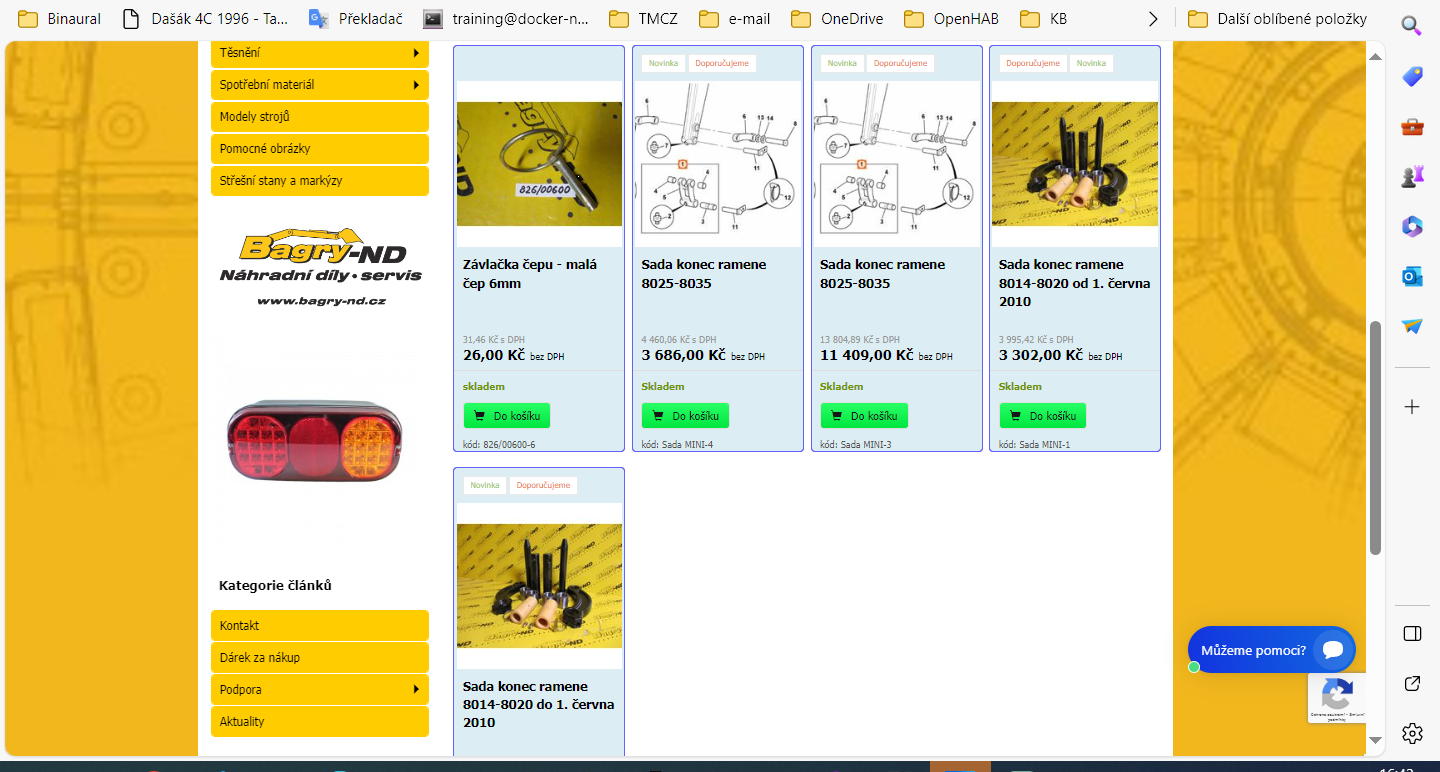 Binaural
Dašák 4C 1996 - Ta...
Překladač
training@docker-n...
TMCZ
e-mail
OneDrive
OpenHAB
KB
Další oblíbené položky
Těsnění
Spotřební materiál
Modely strojů
Pomocné obrázky
Střešní stany a markýzy
Bagry-ND
Náhradní díly • servis
www.bagry-nd.cz
Kategorie článků
Kontakt
Dárek za nákup
Podpora
Aktuality
826/00600
Závlačka čepu - malá
čep 6mm
31,46 Kč s DPH
26,00 Kč bez DPH
skladem
Do košíku
kód: 826/00600-6
Novinka
Doporučujeme
Sada konec ramene
8025-8035
4 460,06 Kč s DPH
3 686,00 Kč bez DPH
Skladem
Do košíku
kód: Sada MINI-4
Novinka
Doporučujeme
Sada konec ramene
8025-8035
13 804,89 Kč s DPH
11 409,00 Kč bez DPH
Skladem
Do košíku
kód: Sada MINI-3
Doporučujeme
Novinka
Sada konec ramene
8014-8020 od 1. června
2010
3 995,42 Kč s DPH
3 302,00 Kč bez DPH
Skladem
Do košíku
kód: Sada MINI-1
Novinka
Doporučujeme
Sada konec ramene
8014-8020 do 1. června
2010
Můžeme pomoci?